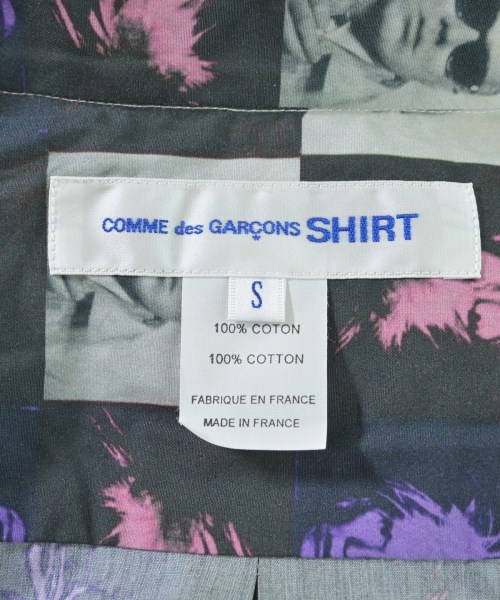 COMME des GARÇONS SHIRT
S
100% COTON
100% COTTON
FABRIQUE EN FRANCE
MADE IN FRANCE